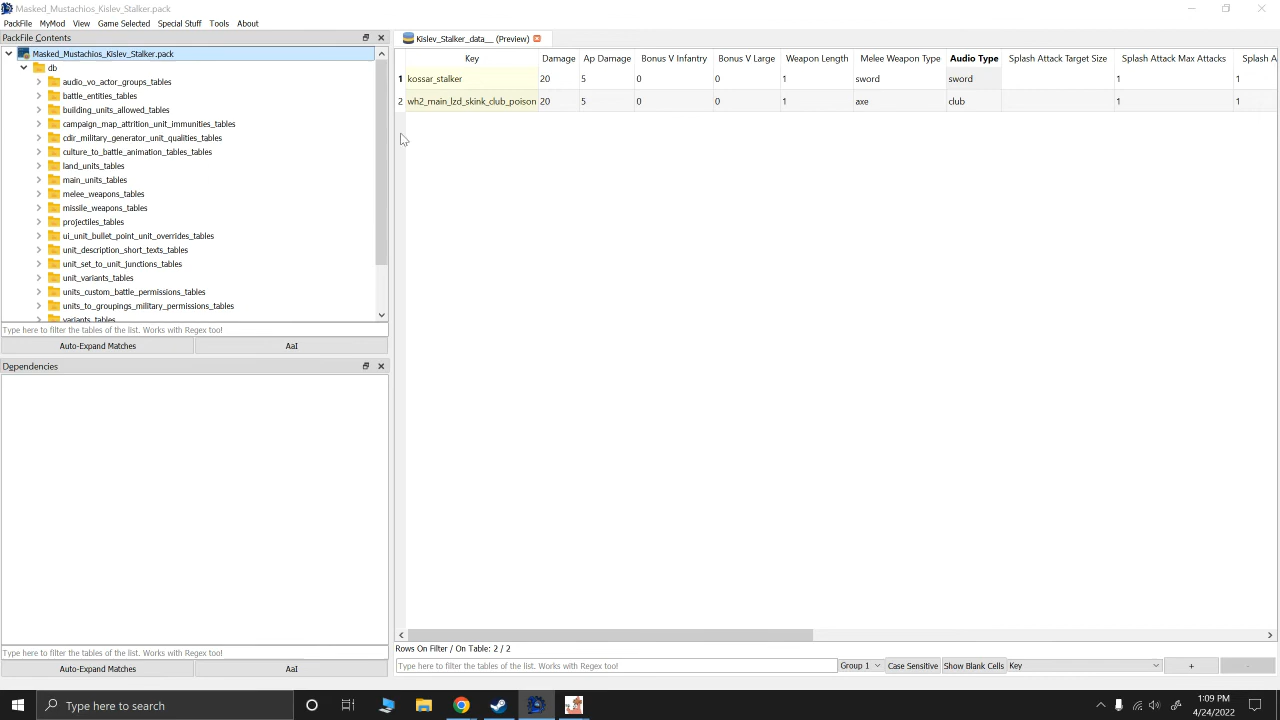 Masked_Mustachios_Kislev_Stalker.pack
PackFile MyMod View Game Selected Special Stuff Tools About
PackFile Contents
Masked_Mustachios_Kislev_Stalker.pack
db
audio_vo_actor_groups_tables
battle_entities_tables
building_units_allowed_tables
campaign_map_attrition_unit_immunities_tables
cdir_military_generator_unit_qualities_tables
culture_to_battle_animation_tables_tables
land_units_tables
main_units_tables
melee_weapons_tables
missile_weapons_tables
projectiles_tables
ui_unit_bullet_point_unit_overrides_tables
unit_description_short_texts_tables
unit_set_to_unit_junctions_tables
unit_variants_tables
units_custom_battle_permissions_tables
units_to_groupings_military_permissions_tables
variants_tables
Type here to filter the tables of the list. Works with Regex too!
Auto-Expand Matches AaI
Dependencies
Type here to filter the tables of the list. Works with Regex too!
Auto-Expand Matches AaI
Kislev_Stalker_data__ (Preview)
Key Damage Ap Damage Bonus V Infantry Bonus V Large Weapon Length Melee Weapon Type Audio Type Splash Attack Target Size Splash Attack Max Attacks Splash A
1 kossar_stalker 20 5 0 0 1 sword sword 1 1
2 wh2_main_lzd_skink_club_poison 20 5 0 0 1 axe club 1 1
Rows On Filter / On Table: 2 / 2
Type here to filter the tables of the list. Works with Regex too! Group 1 Case Sensitive Show Blank Cells Key + -
Type here to search
1:09 PM
4/24/2022